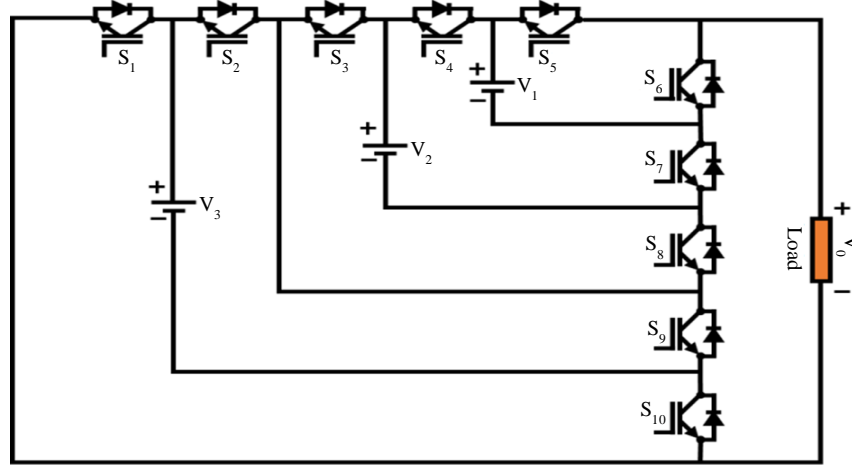 S1 S2 S3 S4 S5
+
− V1
S6
+
− V2
S7
+
− V3
S8
+
V0
Load
−
S9
S10